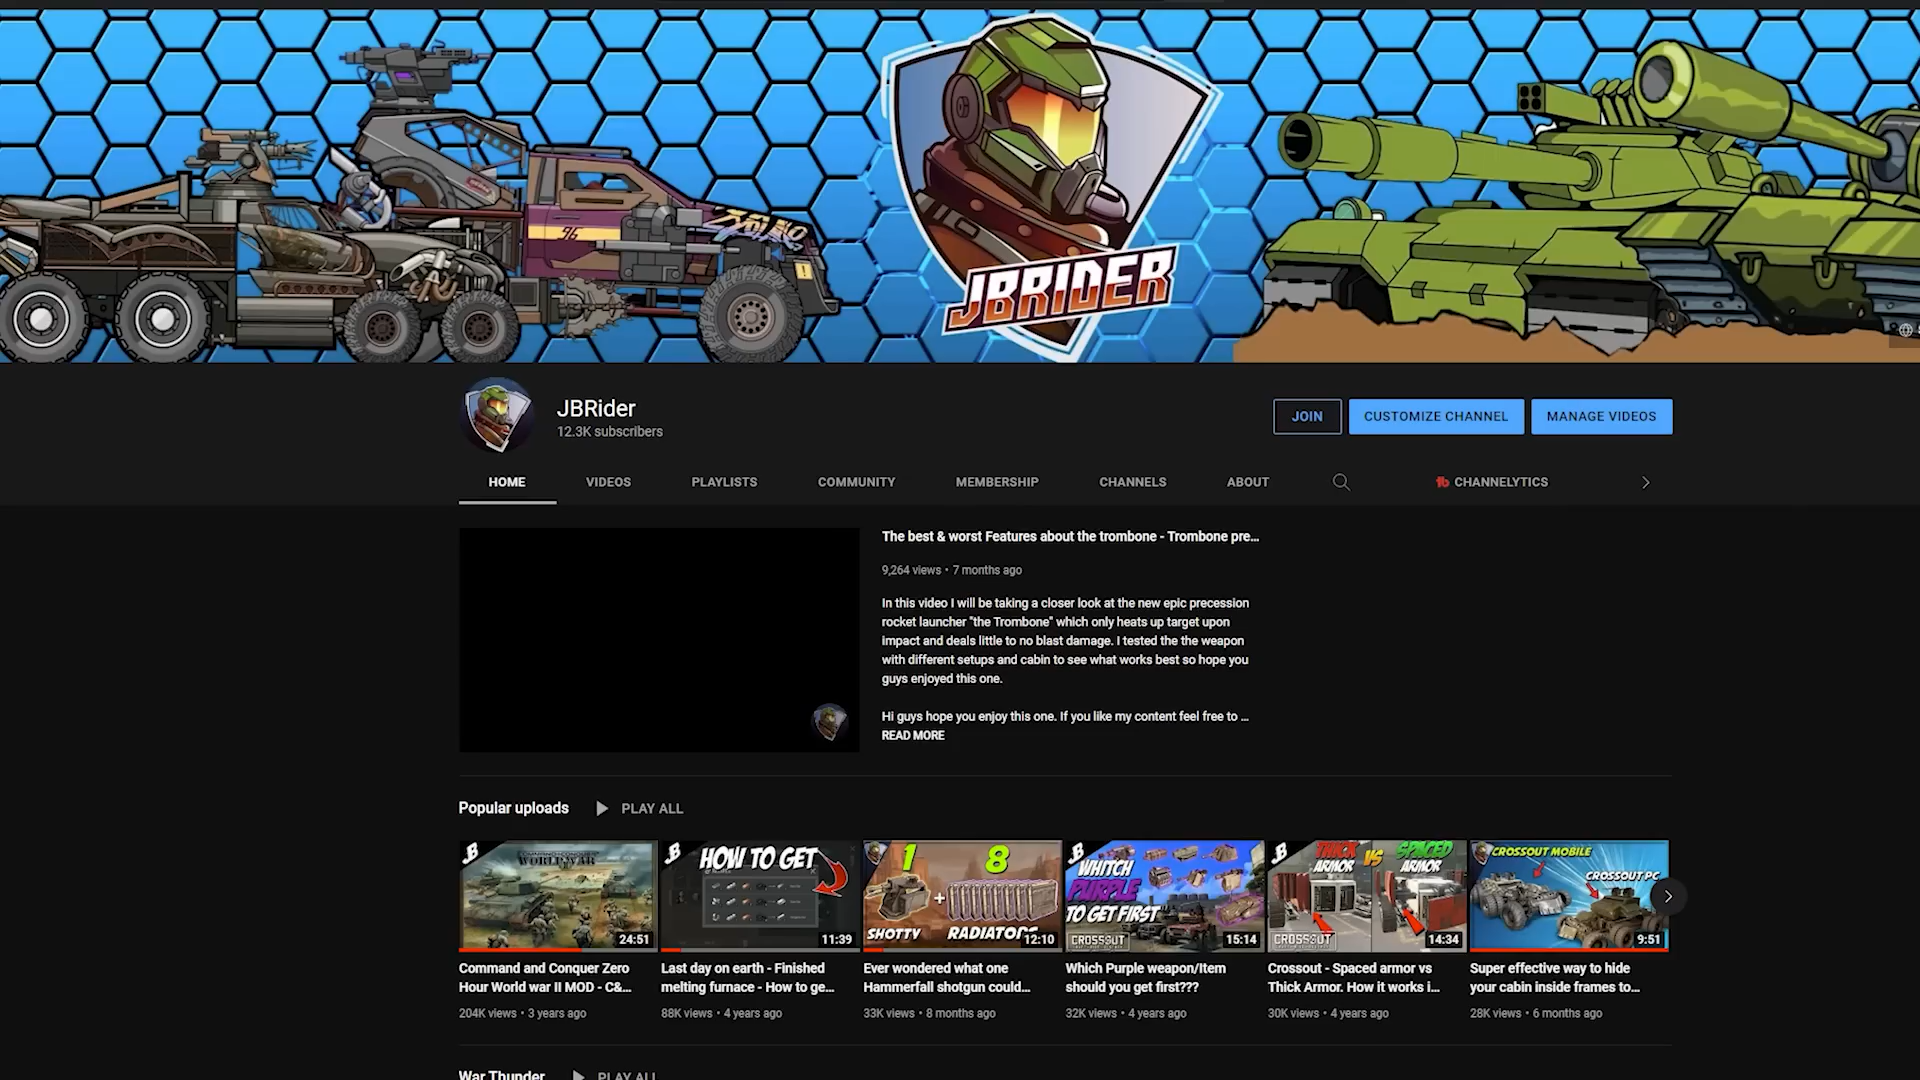 JBRIDER
JBRider
12.3K subscribers
JOIN
CUSTOMIZE CHANNEL
MANAGE VIDEOS
HOME
VIDEOS
PLAYLISTS
COMMUNITY
MEMBERSHIP
CHANNELS
ABOUT
CHANNELYTICS
The best & worst Features about the trombone - Trombone pre...
9,264 views • 7 months ago
In this video I will be taking a closer look at the new epic precession
rocket launcher "the Trombone" which only heats up target upon
impact and deals little to no blast damage. I tested the the weapon
with different setups and cabin to see what works best so hope you
guys enjoyed this one.
Hi guys hope you enjoy this one. If you like my content feel free to ...
READ MORE
Popular uploads
PLAY ALL
WORLD WAR
24:51
HOW TO GET
11:39
1
8
+
SHOTTY
RADIATORS
12:10
WHITCH
PURPLE
TO GET FIRST
CROSSOUT
15:14
THICK
ARMOR
VS
SPACED
ARMOR
CROSSOUT
14:34
CROSSOUT MOBILE
CROSSOUT PC
9:51
Command and Conquer Zero
Hour World war II MOD - C&...
204K views • 3 years ago
Last day on earth - Finished
melting furnace - How to ge...
88K views • 4 years ago
Ever wondered what one
Hammerfall shotgun could...
33K views • 8 months ago
Which Purple weapon/Item
should you get first???
32K views • 4 years ago
Crossout - Spaced armor vs
Thick Armor. How it works i...
30K views • 4 years ago
Super effective way to hide
your cabin inside frames to...
28K views • 6 months ago
War Thunder
PLAY ALL